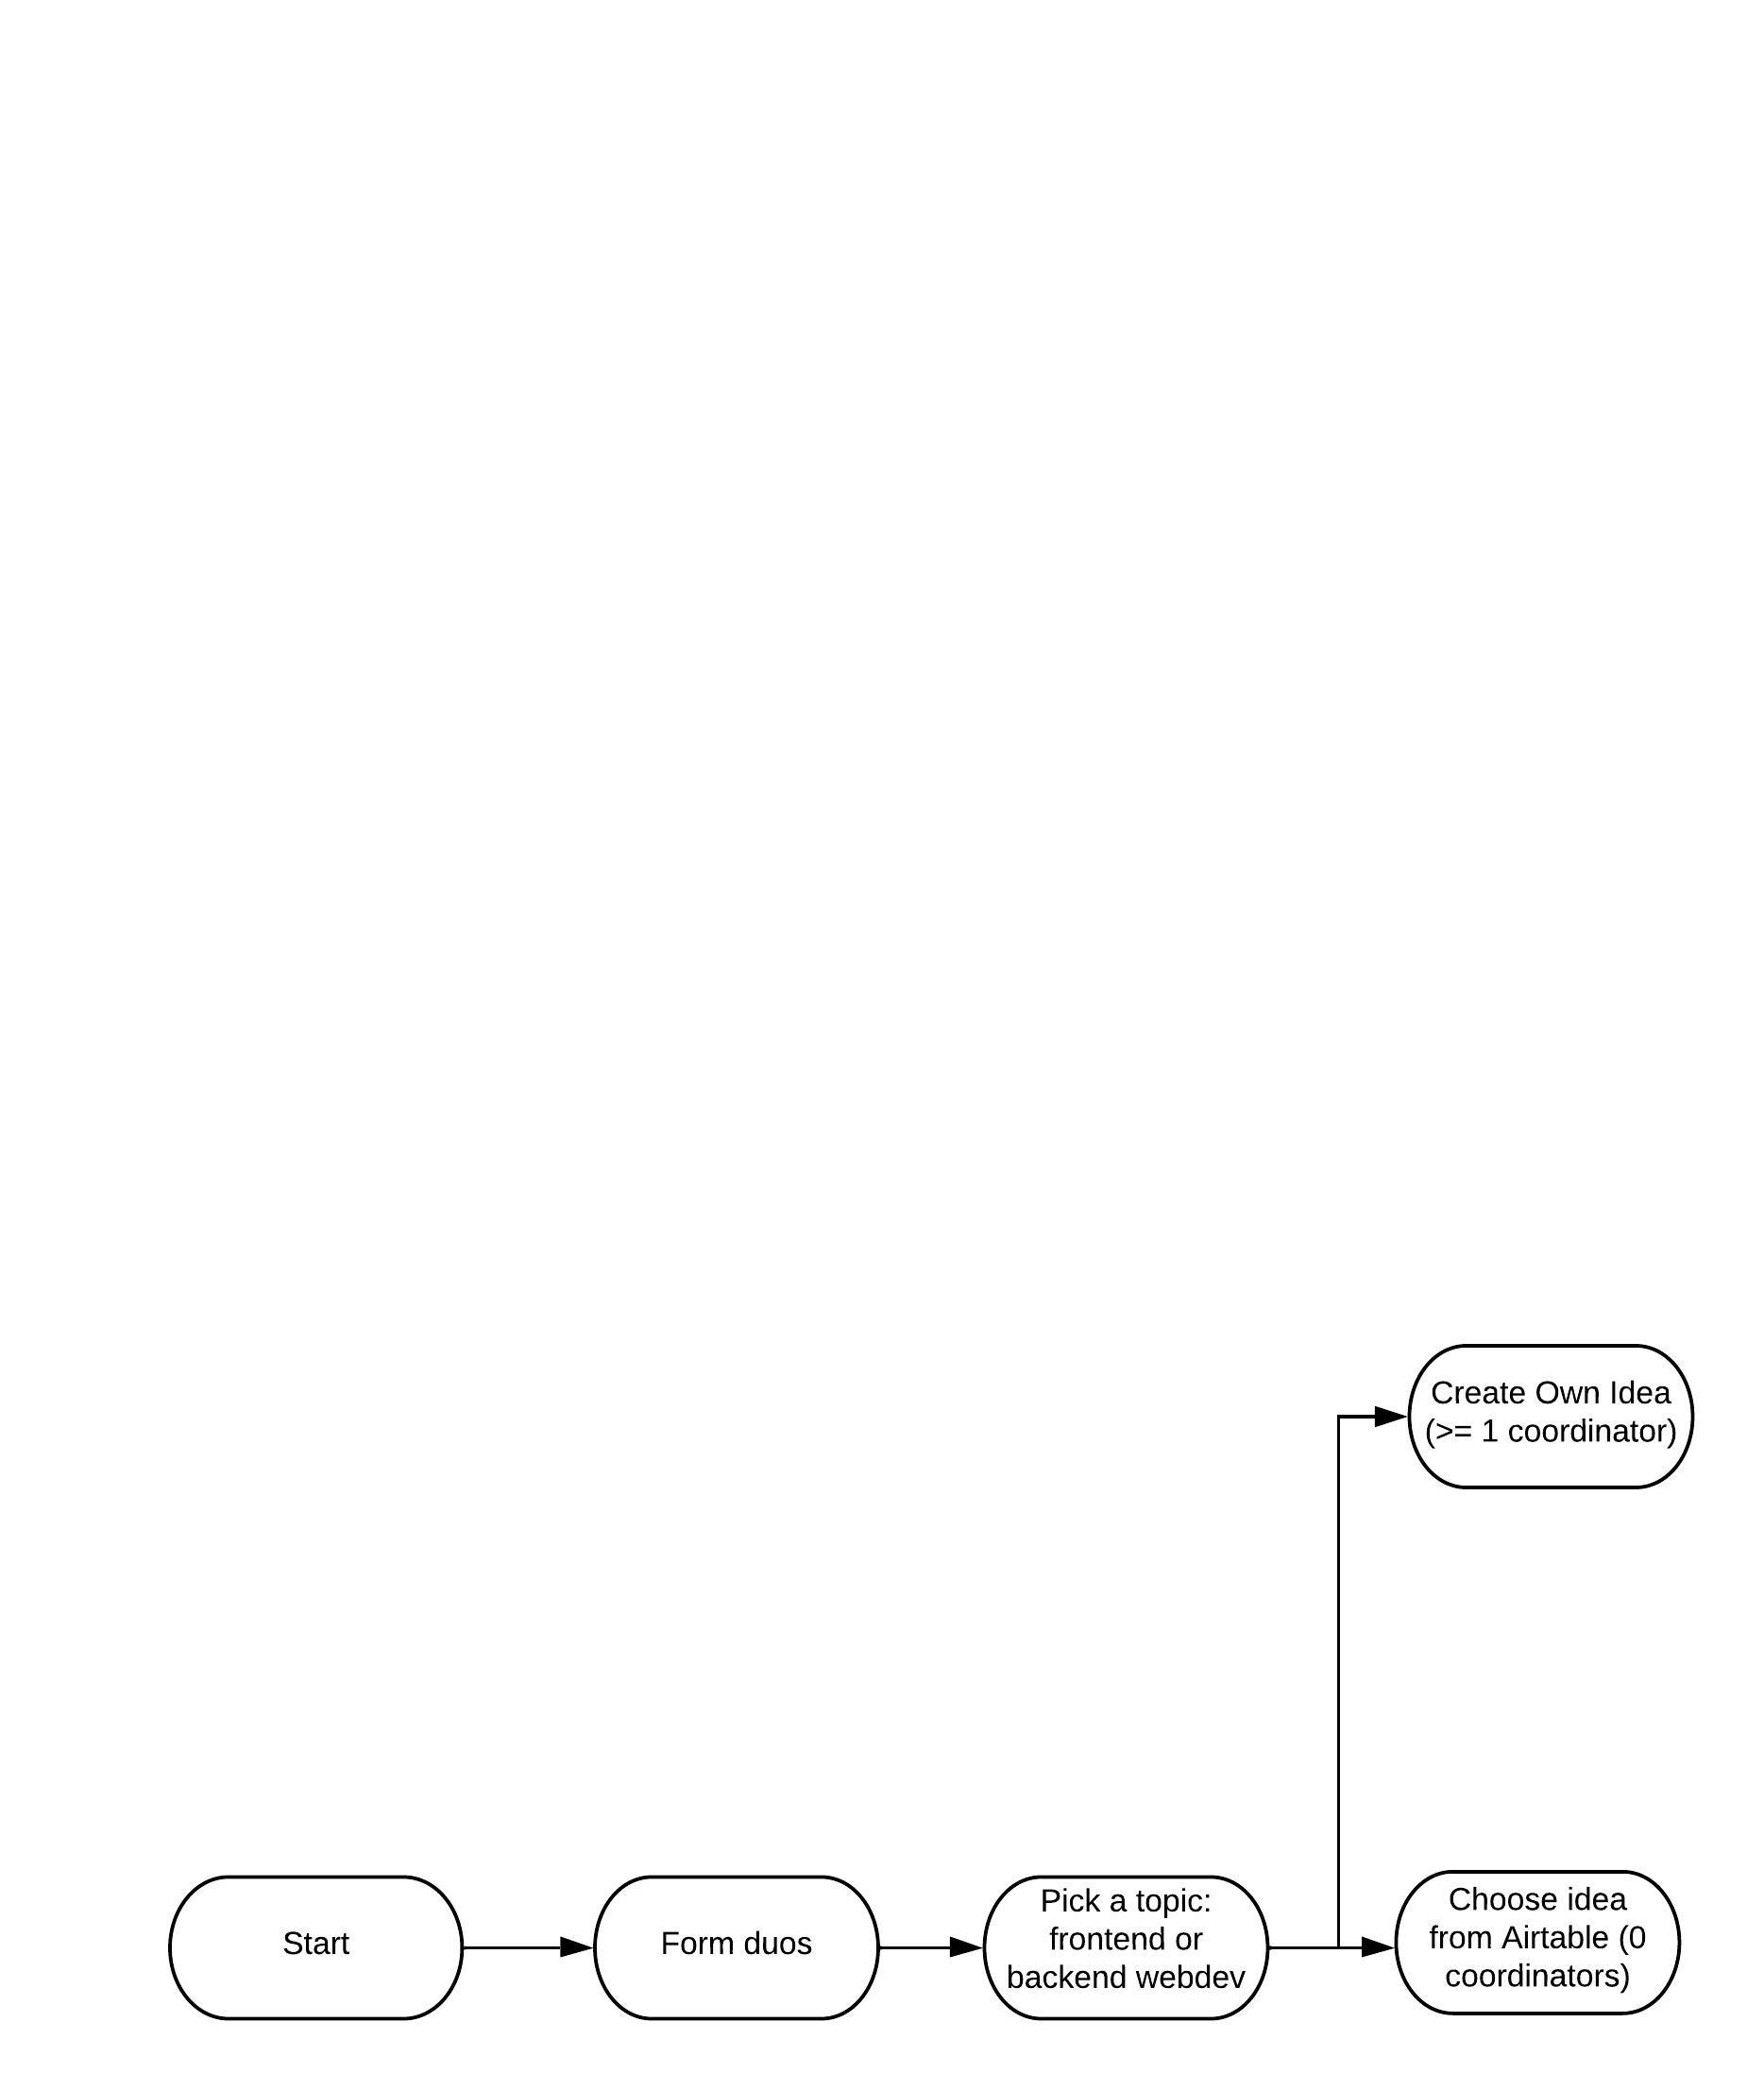 Create Own Idea
(>= 1 coordinator)
Start
Form duos
Pick a topic:
frontend or
backend webdev
Choose idea
from Airtable (0
coordinators)